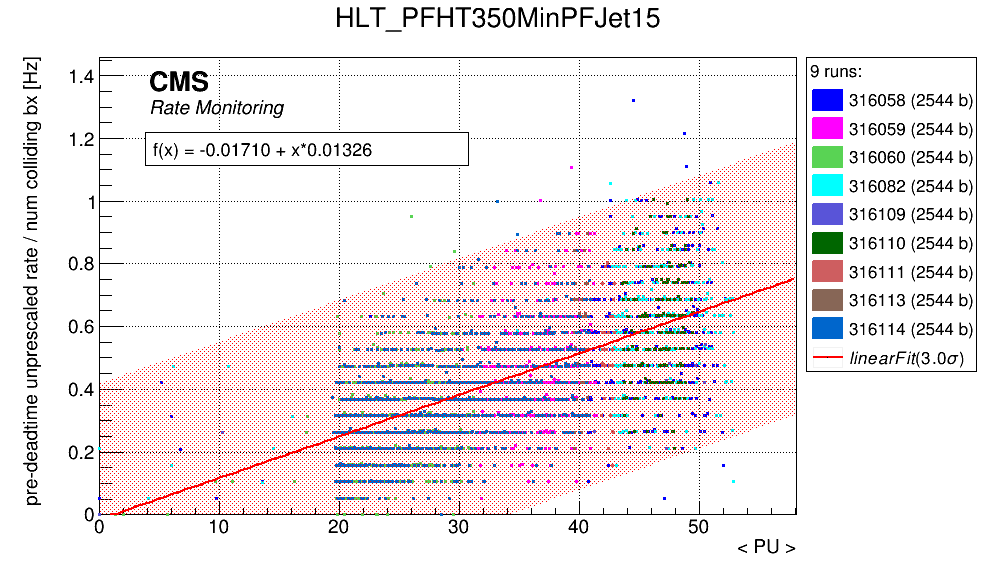 HLT_PFHT350MinPFJet15
pre-deadtime unprescaled rate / num colliding bx [Hz]
CMS
Rate Monitoring
f(x) = -0.01710 + x*0.01326
1.4
1.2
1
0.8
0.6
0.4
0.2
0
0 10 20 30 40 50
< PU >
9 runs:
316058 (2544 b)
316059 (2544 b)
316060 (2544 b)
316082 (2544 b)
316109 (2544 b)
316110 (2544 b)
316111 (2544 b)
316113 (2544 b)
316114 (2544 b)
linearFit(3.0σ)